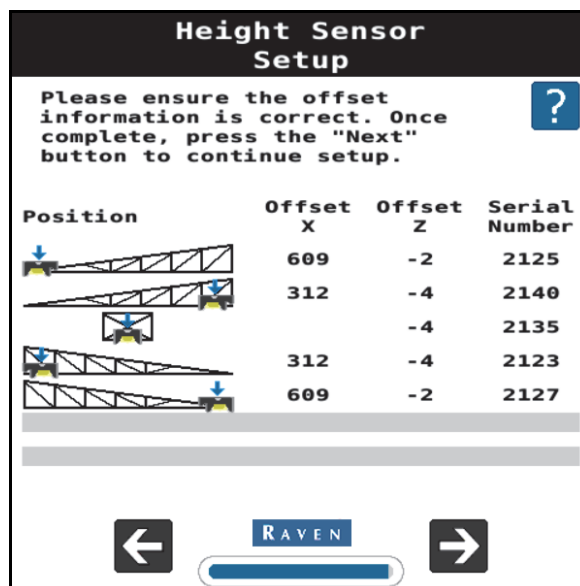 Height Sensor
Setup
Please ensure the offset
information is correct. Once
complete, press the "Next"
button to continue setup.
?
Position Offset X Offset Z Serial Number
609 -2 2125
312 -4 2140
-4 2135
312 -4 2123
609 -2 2127
RAVEN